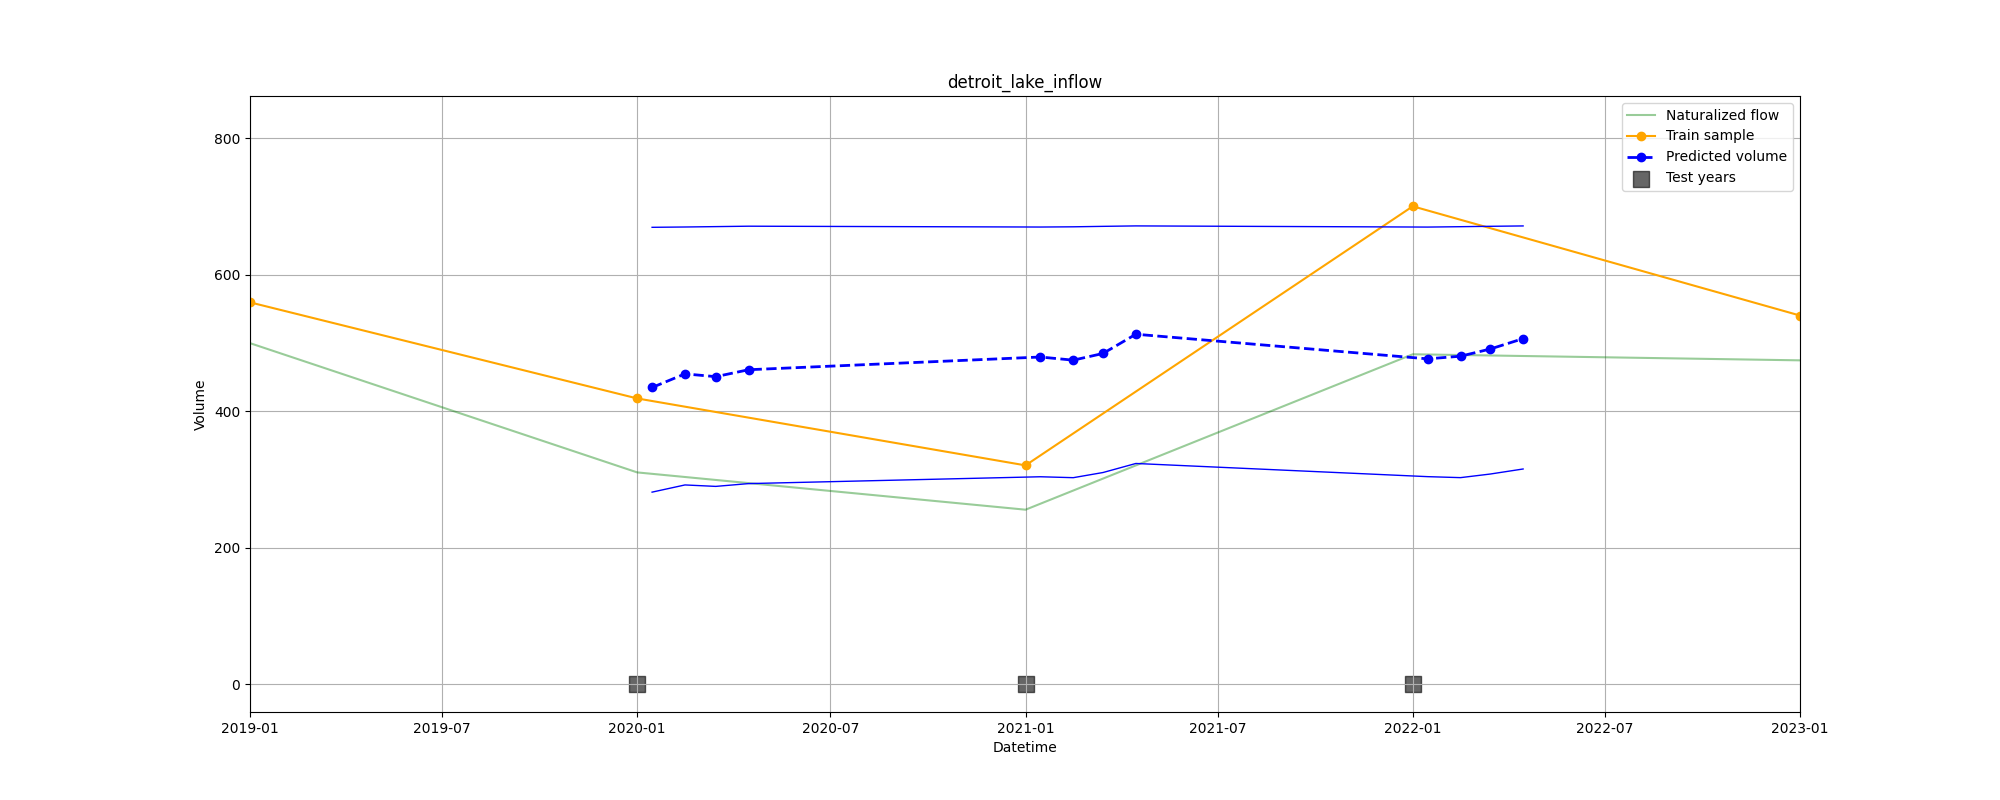 detroit_lake_inflow
Naturalized flow
Train sample
Predicted volume
Test years
800
600
400
200
0
Volume
2019-01
2019-07
2020-01
2020-07
2021-01
2021-07
2022-01
2022-07
2023-01
Datetime